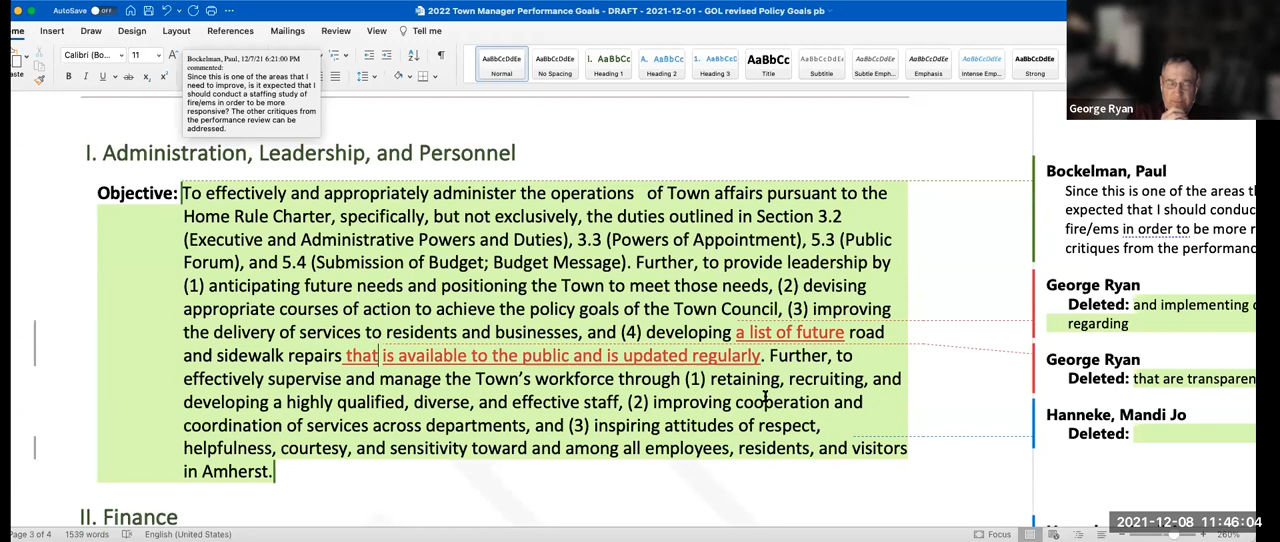 AutoSave OFF
2022 Town Manager Performance Goals - DRAFT - 2021-12-01 - GOL revised Policy Goals pb
Insert Draw Design Layout References Mailings Review View Tell me
George Ryan
Calibri (Bo... 11
B I U ab
AaBbCcDdEe Normal
AaBbCcDdEe No Spacing
I. AaBbCc Heading 1
A. AaBbCc Heading 2
Heading 3
AaBbCc Title
Subtitle
AaBbCcDdEe Subtle Emph...
AaBbCcDdEe Emphasis
AaBbCcDdEe Intense Emp...
AaBbCcDdEe Strong
Bockelman, Paul, 12/7/21 6:21:00 PM
commented:
Since this is one of the areas that I
need to improve, is it expected that I
should conduct a staffing study of
fire/ems in order to be more
responsive? The other critiques from
the performance review can be
addressed.
I. Administration, Leadership, and Personnel
Objective: To effectively and appropriately administer the operations of Town affairs pursuant to the
Home Rule Charter, specifically, but not exclusively, the duties outlined in Section 3.2
(Executive and Administrative Powers and Duties), 3.3 (Powers of Appointment), 5.3 (Public
Forum), and 5.4 (Submission of Budget; Budget Message). Further, to provide leadership by
(1) anticipating future needs and positioning the Town to meet those needs, (2) devising
appropriate courses of action to achieve the policy goals of the Town Council, (3) improving
the delivery of services to residents and businesses, and (4) developing a list of future road
and sidewalk repairs that is available to the public and is updated regularly. Further, to
effectively supervise and manage the Town's workforce through (1) retaining, recruiting, and
developing a highly qualified, diverse, and effective staff, (2) improving cooperation and
coordination of services across departments, and (3) inspiring attitudes of respect,
helpfulness, courtesy, and sensitivity toward and among all employees, residents, and visitors
in Amherst.
II. Finance
Bockelman, Paul
Since this is one of the areas t
expected that I should conduc
fire/ems in order to be more r
critiques from the performanc
George Ryan
Deleted: and implementing
regarding
George Ryan
Deleted: that are transparen
Hanneke, Mandi Jo
Deleted:
2021-12-08 11:46:04
Page 3 of 4 1539 words English (United States) Focus 260%